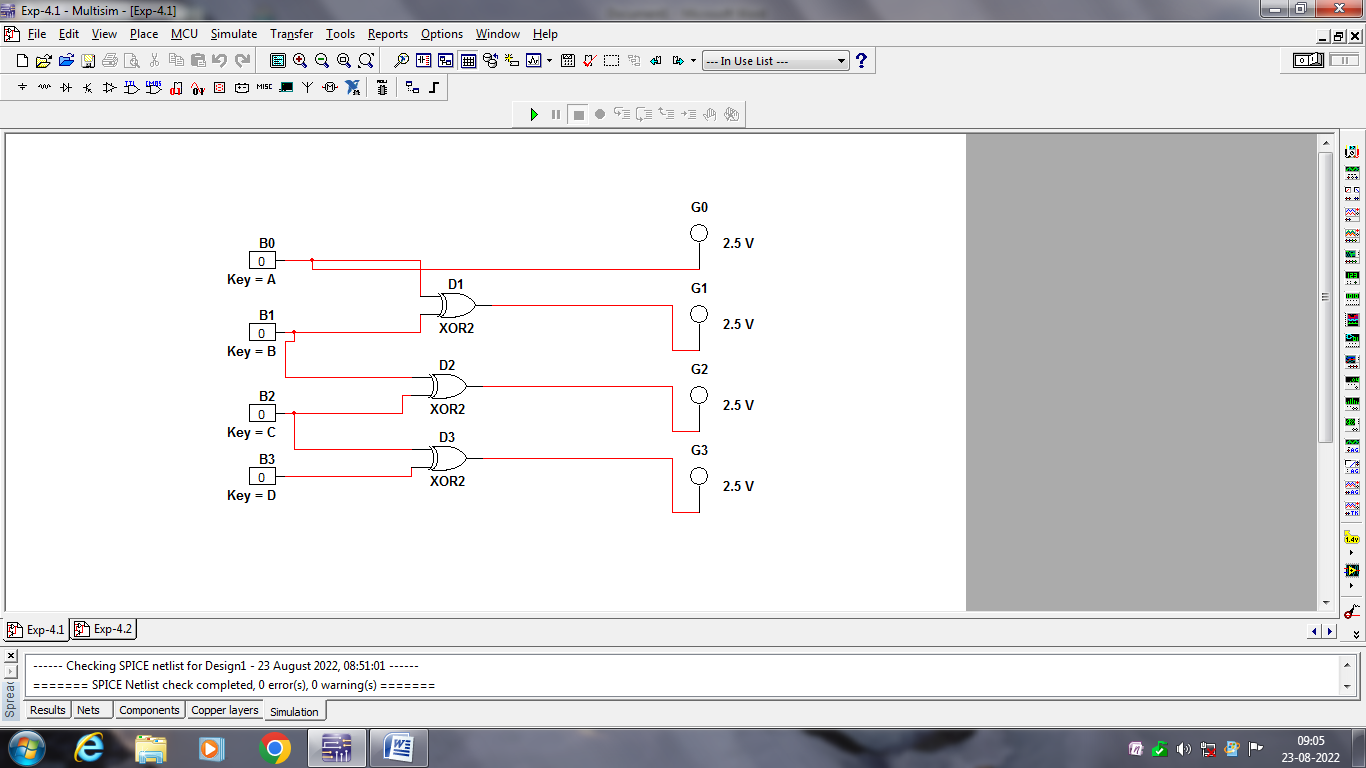 Exp-4.1 - Multisim - [Exp-4.1]
File Edit View Place MCU Simulate Transfer Tools Reports Options Window Help
--- In Use List ---
MISC
G0
2.5 V
B0
0
Key = A
D1
XOR2
G1
2.5 V
B1
0
Key = B
D2
XOR2
G2
2.5 V
B2
0
Key = C
D3
XOR2
G3
2.5 V
B3
0
Key = D
Exp-4.1 Exp-4.2
------ Checking SPICE netlist for Design1 - 23 August 2022, 08:51:01 ------
======= SPICE Netlist check completed, 0 error(s), 0 warning(s) =======
Results Nets Components Copper layers Simulation
09:05
23-08-2022